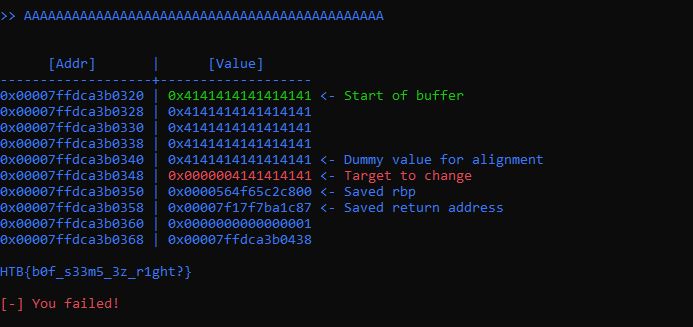 >> AAAAAAAAAAAAAAAAAAAAAAAAAAAAAAAAAAAAAAAAAAAAA
[Addr] | [Value]
-------------------+-------------------
0x00007ffdca3b0320 | 0x4141414141414141 <- Start of buffer
0x00007ffdca3b0328 | 0x4141414141414141
0x00007ffdca3b0330 | 0x4141414141414141
0x00007ffdca3b0338 | 0x4141414141414141
0x00007ffdca3b0340 | 0x4141414141414141 <- Dummy value for alignment
0x00007ffdca3b0348 | 0x0000004141414141 <- Target to change
0x00007ffdca3b0350 | 0x0000564f65c2c800 <- Saved rbp
0x00007ffdca3b0358 | 0x00007f17f7ba1c87 <- Saved return address
0x00007ffdca3b0360 | 0x0000000000000001
0x00007ffdca3b0368 | 0x00007ffdca3b0438
HTB{b0f_s33m5_3z_r1ght?}
[-] You failed!